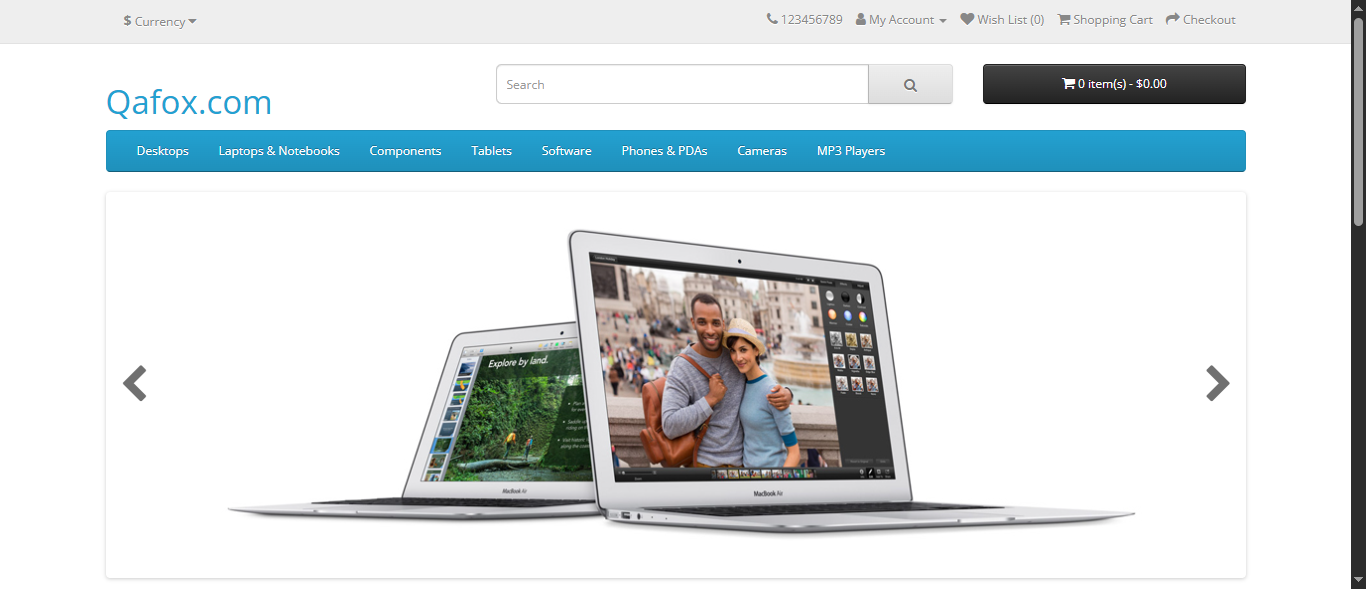 $ Currency
123456789 My Account Wish List (0) Shopping Cart Checkout
Qafox.com
Search
0 item(s) - $0.00
Desktops Laptops & Notebooks Components Tablets Software Phones & PDAs Cameras MP3 Players
Explore by land.
MacBook Air
MacBook Air